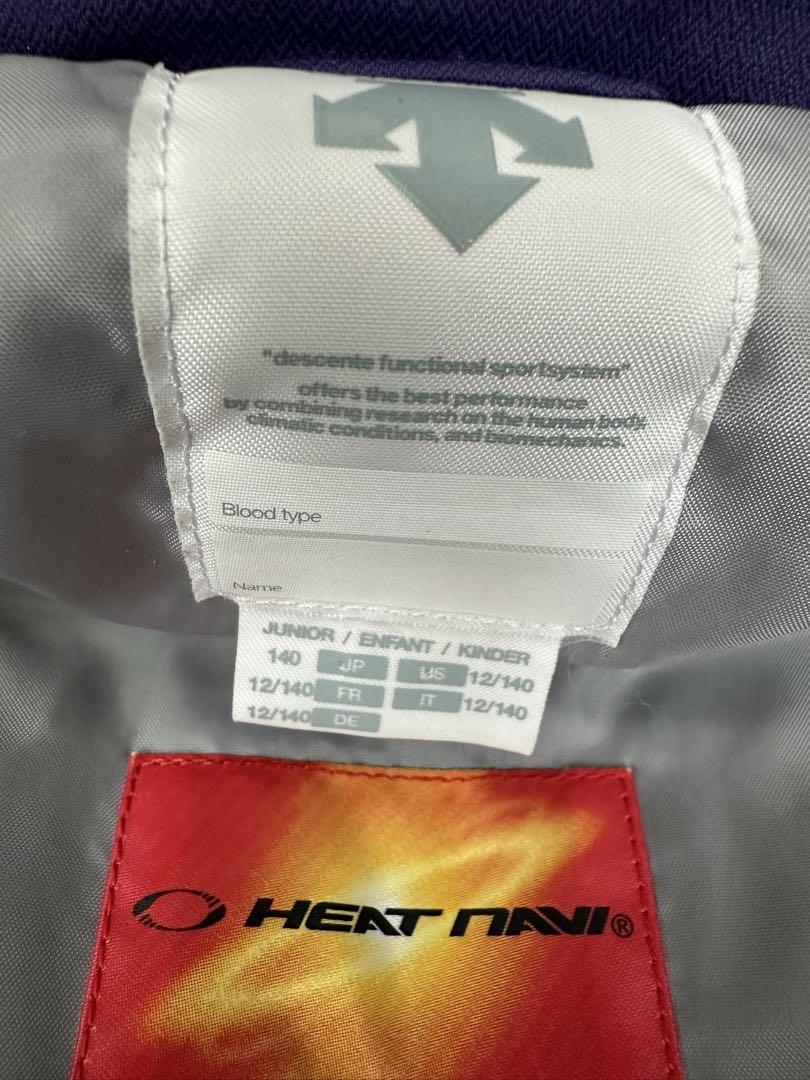 "descente functional sportsystem"
offers the best performance
by combining research on the human body,
climatic conditions, and biomechanics.
Blood type
Name
JUNIOR / ENFANT / KINDER
140 JP US 12/140
12/140 FR IT 12/140
12/140 DE
HEAT NAVI®